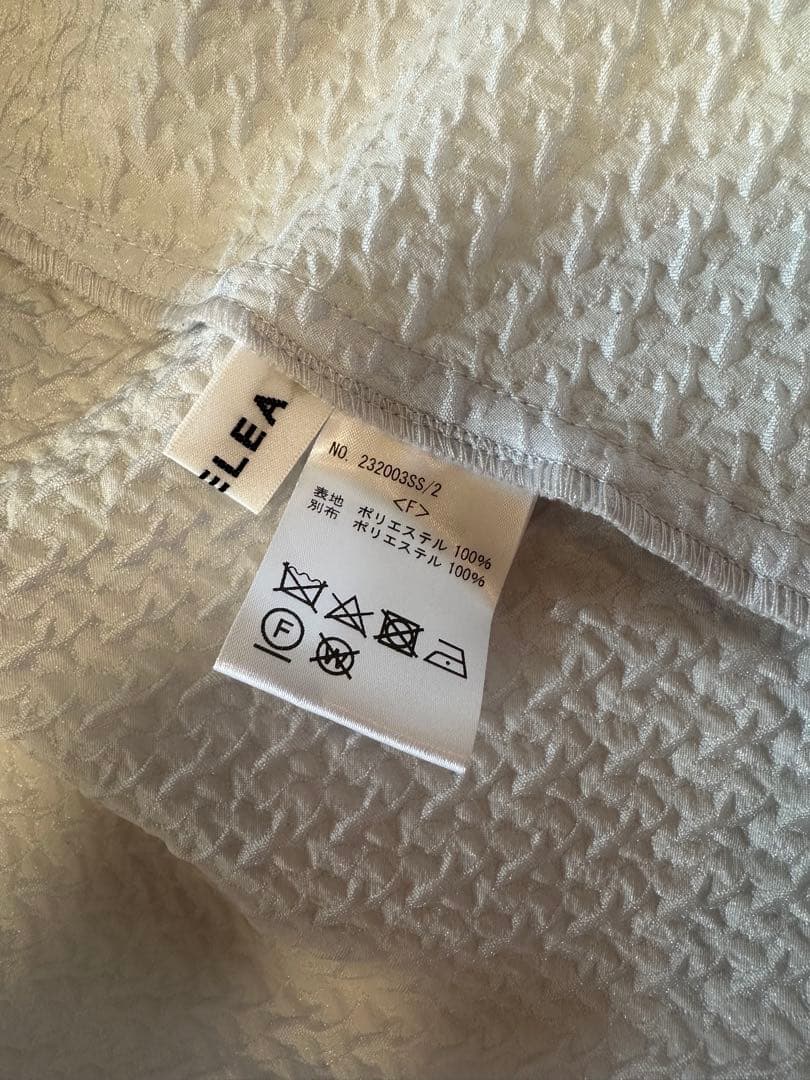 ELEA
NO. 232003SS/2
<F>
表地 ポリエステル 100%
別布 ポリエステル 100%
F
W